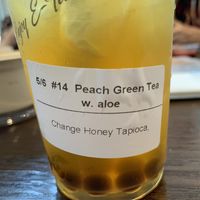 5/6 #14 Peach Green Tea
w. aloe
Change Honey Tapioca,